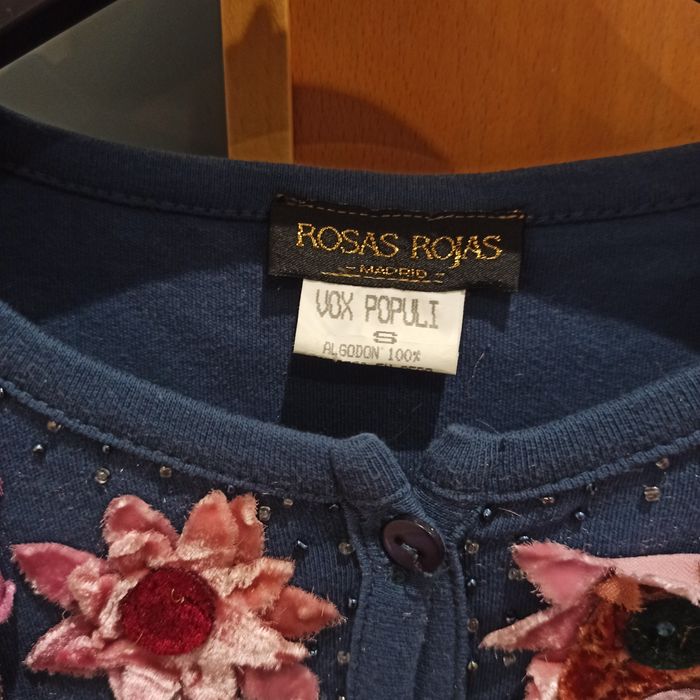 ROSAS ROJAS
MADRID
VOX POPULI
S
ALGODON 100%